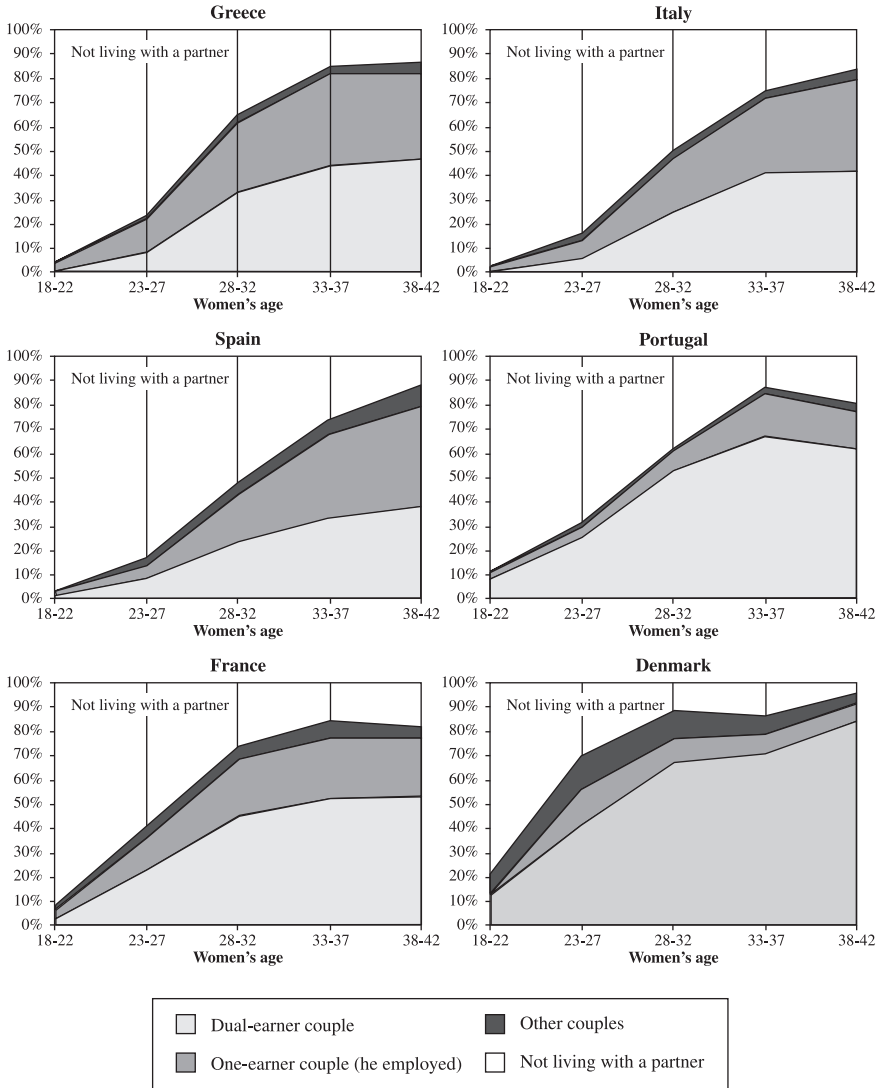 Greece
100%
90%
80%
70%
60%
50%
40%
30%
20%
10%
0%
Not living with a partner
18-22 23-27 28-32 33-37 38-42
Women's age
Italy
100%
90%
80%
70%
60%
50%
40%
30%
20%
10%
0%
Not living with a partner
18-22 23-27 28-32 33-37 38-42
Women's age
Spain
100%
90%
80%
70%
60%
50%
40%
30%
20%
10%
0%
Not living with a partner
18-22 23-27 28-32 33-37 38-42
Women's age
Portugal
100%
90%
80%
70%
60%
50%
40%
30%
20%
10%
0%
Not living with a partner
18-22 23-27 28-32 33-37 38-42
Women's age
France
100%
90%
80%
70%
60%
50%
40%
30%
20%
10%
0%
Not living with a partner
18-22 23-27 28-32 33-37 38-42
Women's age
Denmark
100%
90%
80%
70%
60%
50%
40%
30%
20%
10%
0%
Not living with a partner
18-22 23-27 28-32 33-37 38-42
Women's age
Dual-earner couple
One-earner couple (he employed)
Other couples
Not living with a partner